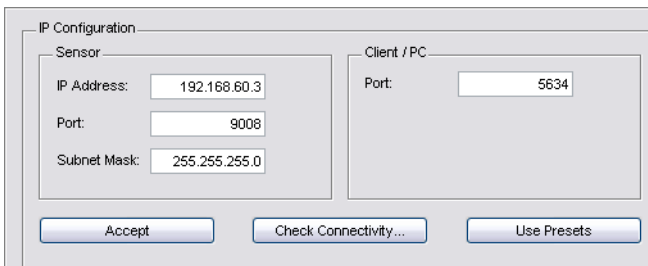 IP Configuration
Sensor
IP Address: 192.168.60.3
Port: 9008
Subnet Mask: 255.255.255.0
Client / PC
Port: 5634
Accept
Check Connectivity...
Use Presets